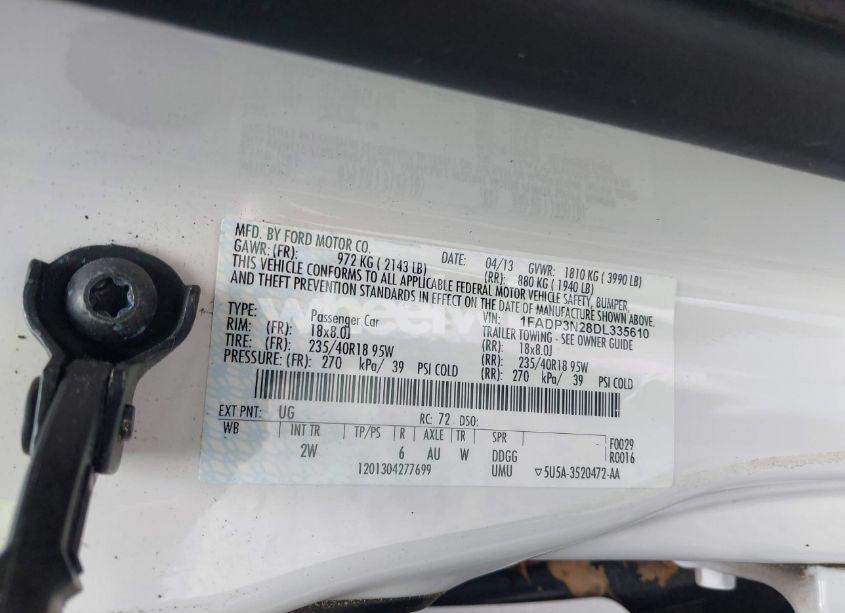 MFD. BY FORD MOTOR CO. DATE: 04/13 GVWR: 1810 KG ( 3990 LB)
GAWR: (FR): 972 KG ( 2143 LB) (RR): 880 KG ( 1940 LB)
THIS VEHICLE CONFORMS TO ALL APPLICABLE FEDERAL MOTOR VEHICLE SAFETY, BUMPER,
AND THEFT PREVENTION STANDARDS IN EFFECT ON THE DATE OF MANUFACTURE SHOWN ABOVE.
VIN: 1FADP3N28DL335610
TYPE: Passenger Car TRAILER TOWING - SEE OWNER GUIDE
RIM: (FR): 18x8.0J (RR): 18x8.0J
TIRE: (FR): 235/40R18 95W (RR): 235/40R18 95W
PRESSURE: (FR): 270 kPa/ 39 PSI COLD (RR): 270 kPa/ 39 PSI COLD
EXT PNT: UG RC: 72 DSO:
WB INT TR TP/PS R AXLE TR SPR F0029
2W 6 AU W DDGG R0016
1201304277699 UMU ▽5U5A-3520472-AA